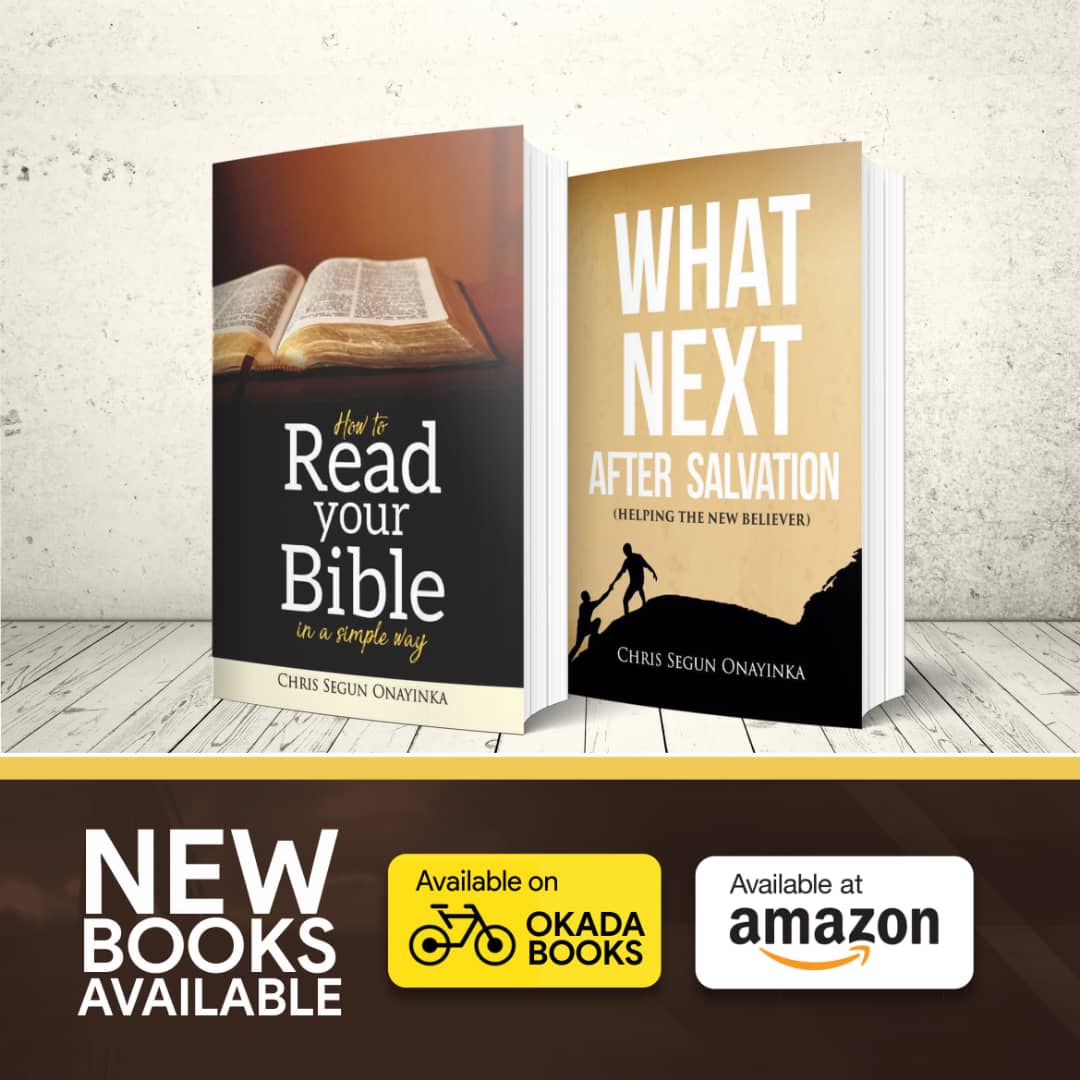 How to
Read
your
Bible
in a simple way
CHRIS SEGUN ONAYINKA
WHAT
NEXT
AFTER SALVATION
(HELPING THE NEW BELIEVER)
CHRIS SEGUN ONAYINKA
NEW
BOOKS
AVAILABLE
Available on
OKADA
BOOKS
Available at
amazon